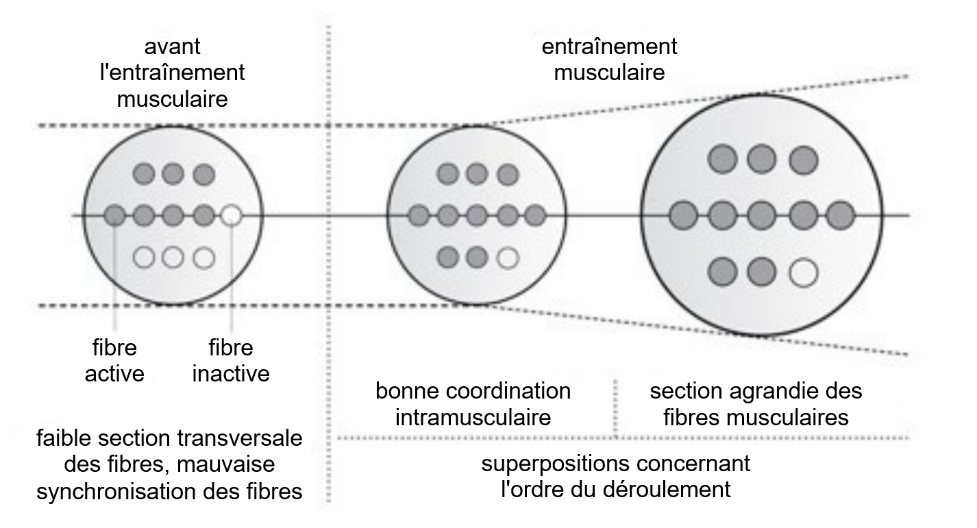 avant
l'entraînement
musculaire
entraînement
musculaire
fibre
active
fibre
inactive
faible section transversale
des fibres, mauvaise
synchronisation des fibres
bonne coordination
intramusculaire
section agrandie des
fibres musculaires
superpositions concernant
l'ordre du déroulement